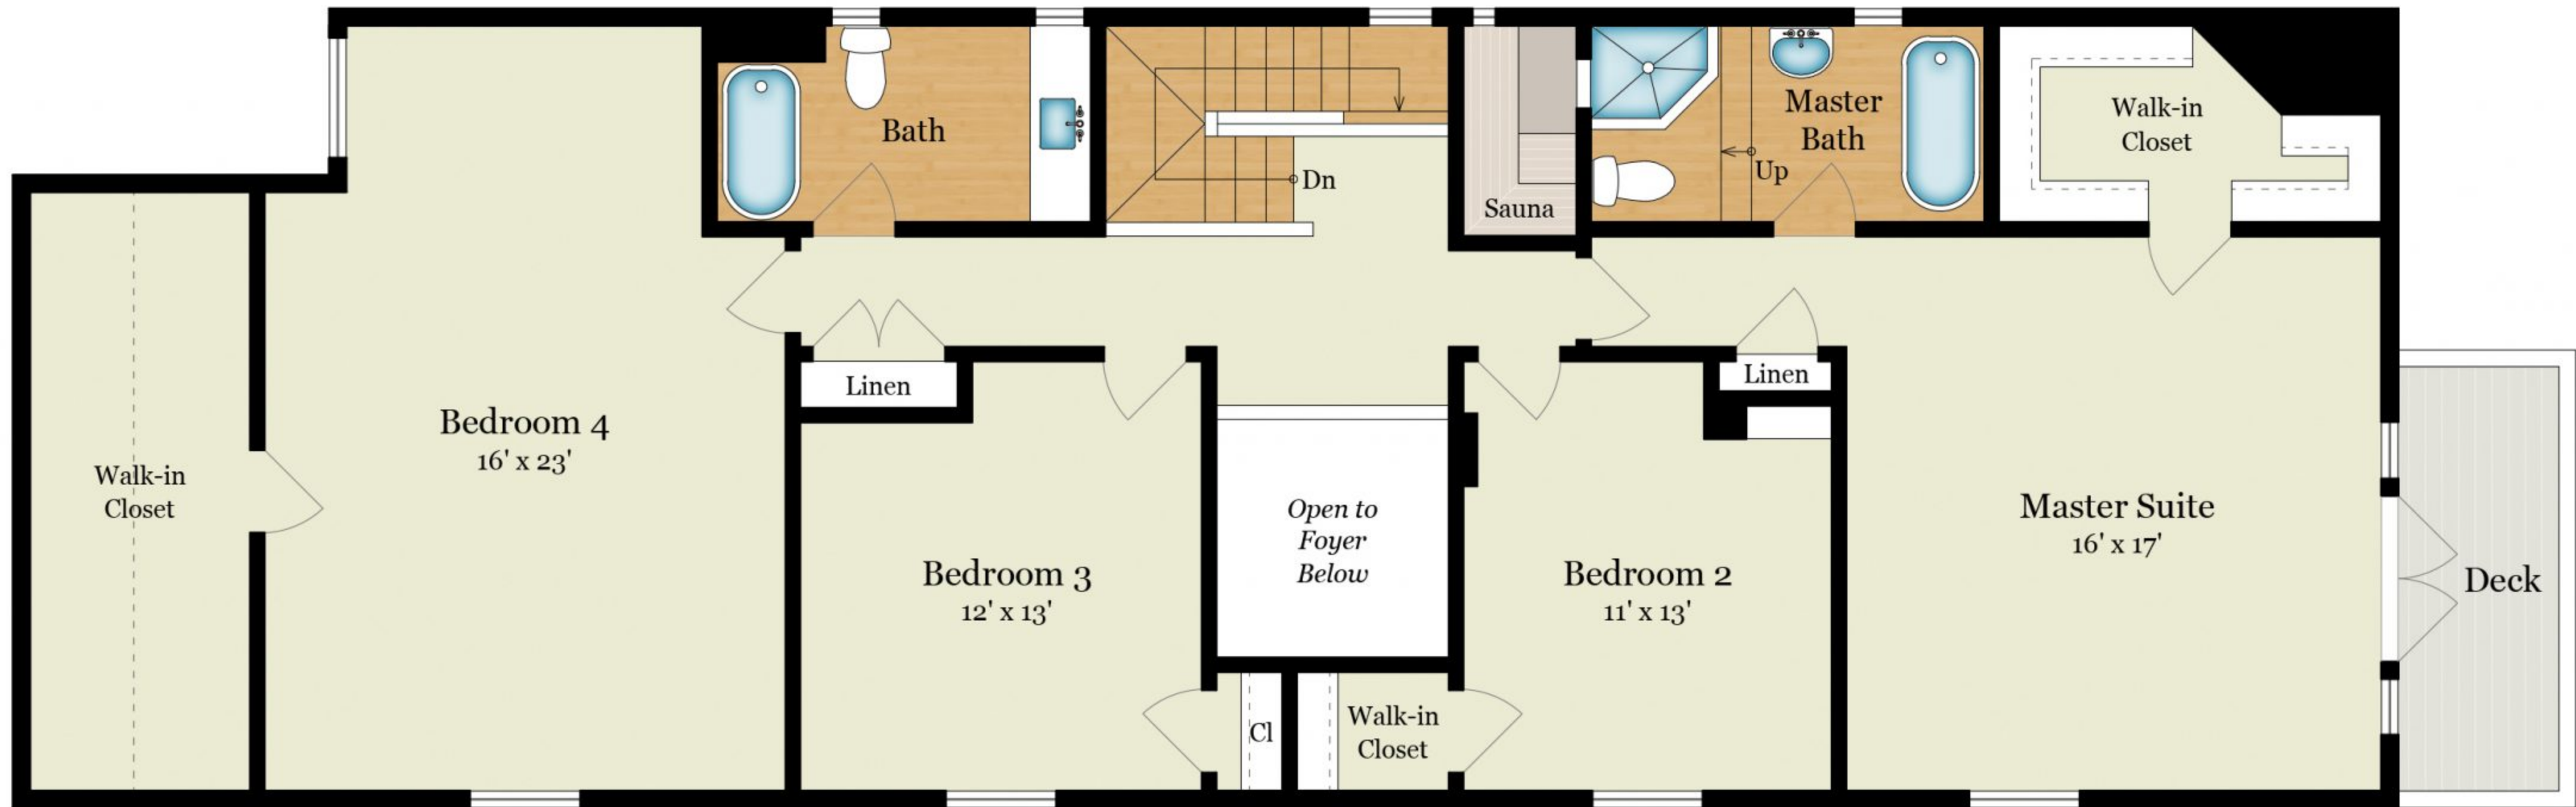 Bath
Dn
Sauna
Up
Master
Bath
Walk-in
Closet
Linen
Linen
Bedroom 4
16' x 23'
Walk-in
Closet
Bedroom 3
12' x 13'
Open to
Foyer
Below
Bedroom 2
11' x 13'
Master Suite
16' x 17'
Deck
Cl
Walk-in
Closet